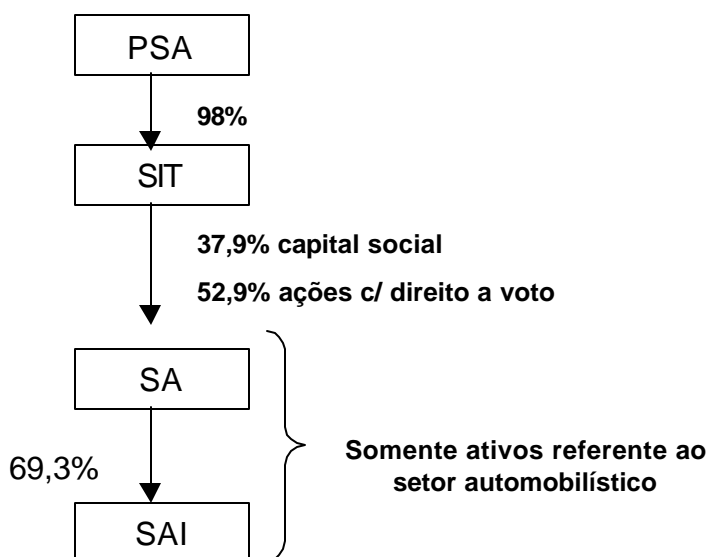 PSA
98%
SIT
37,9% capital social
52,9% ações c/ direito a voto
SA
69,3%
Somente ativos referente ao
setor automobilístico
SAI